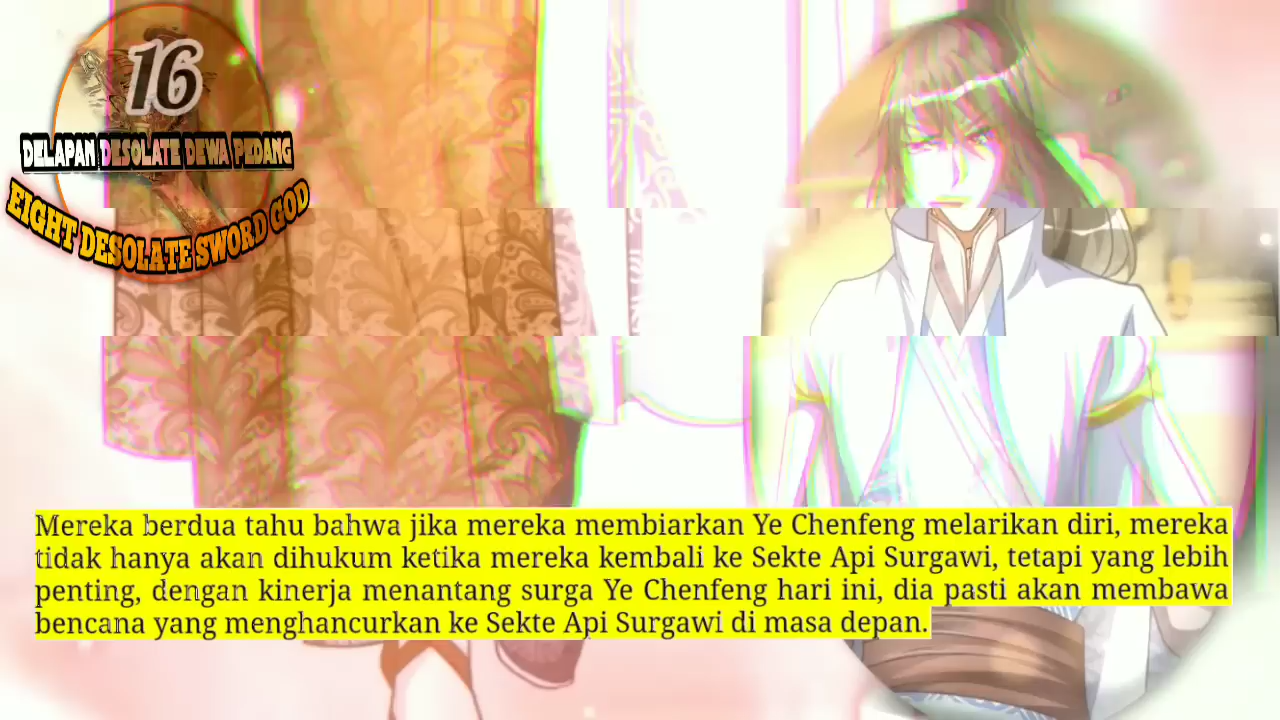 16
DELAPAN DESOLATE DEWA PEDANG
EIGHT DESOLATE SWORD GOD
Mereka berdua tahu bahwa jika mereka membiarkan Ye Chenfeng melarikan diri, mereka
tidak hanya akan dihukum ketika mereka kembali ke Sekte Api Surgawi, tetapi yang lebih
penting, dengan kinerja menantang surga Ye Chenfeng hari ini, dia pasti akan membawa
bencana yang menghancurkan ke Sekte Api Surgawi di masa depan.